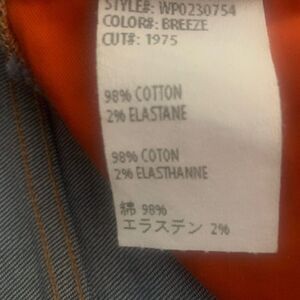 STYLE#: WP0230754
COLOR#: BREEZE
CUT#: 1975
98% COTTON
2% ELASTANE
98% COTON
2% ELASTHANNE
綿 98%
エラスデン 2%